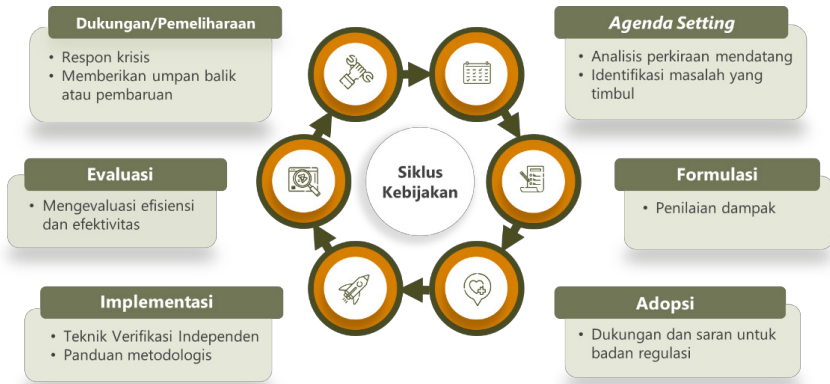 Dukungan/Pemeliharaan
• Respon krisis
• Memberikan umpan balik
atau pembaruan
Agenda Setting
• Analisis perkiraan mendatang
• Identifikasi masalah yang
timbul
Evaluasi
• Mengevaluasi efisiensi
dan efektivitas
Siklus
Kebijakan
Formulasi
• Penilaian dampak
Implementasi
• Teknik Verifikasi Independen
• Panduan metodologis
Adopsi
• Dukungan dan saran untuk
badan regulasi